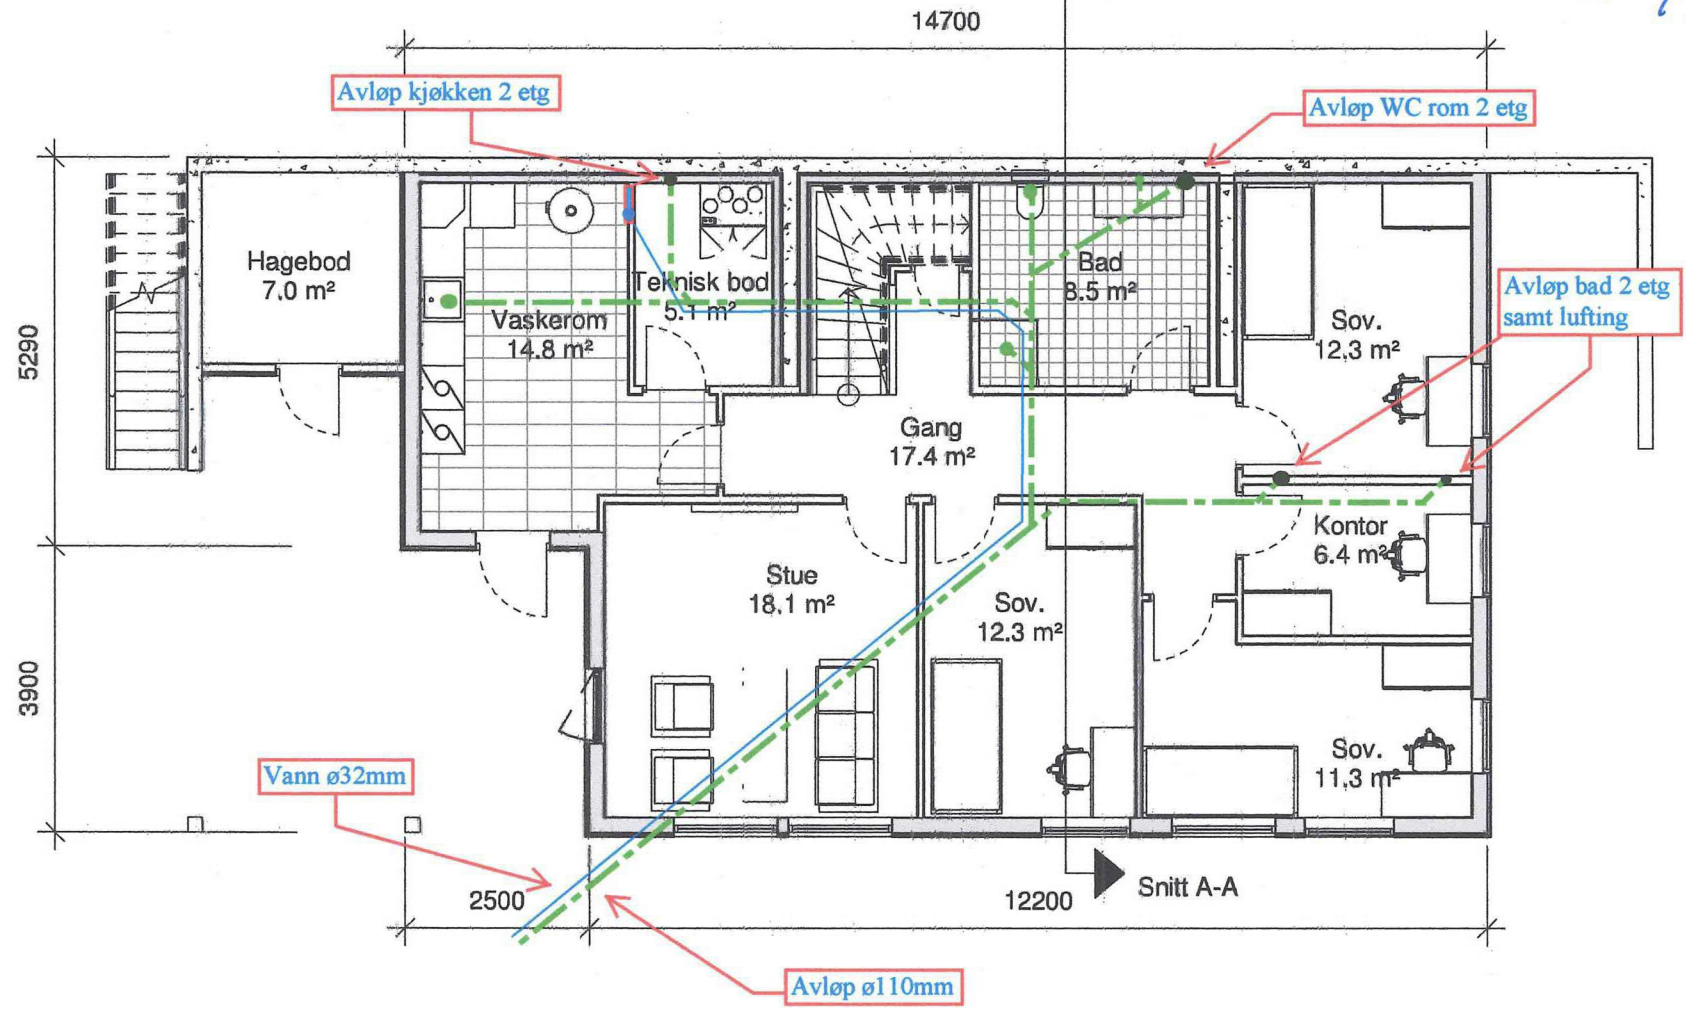 14700
Avløp kjøkken 2 etg
Avløp WC rom 2 etg
Hagebod
7.0 m²
Teknisk bod
5.1 m²
Vaskerom
14.8 m²
Bad
8.5 m²
Sov.
12.3 m²
Avløp bad 2 etg
samt lufting
5290
Gang
17.4 m²
Kontor
6.4 m²
Stue
18.1 m²
Sov.
12.3 m²
3900
Sov.
11.3 m²
Vann ø32mm
2500
12200
Snitt A-A
Avløp ø110mm